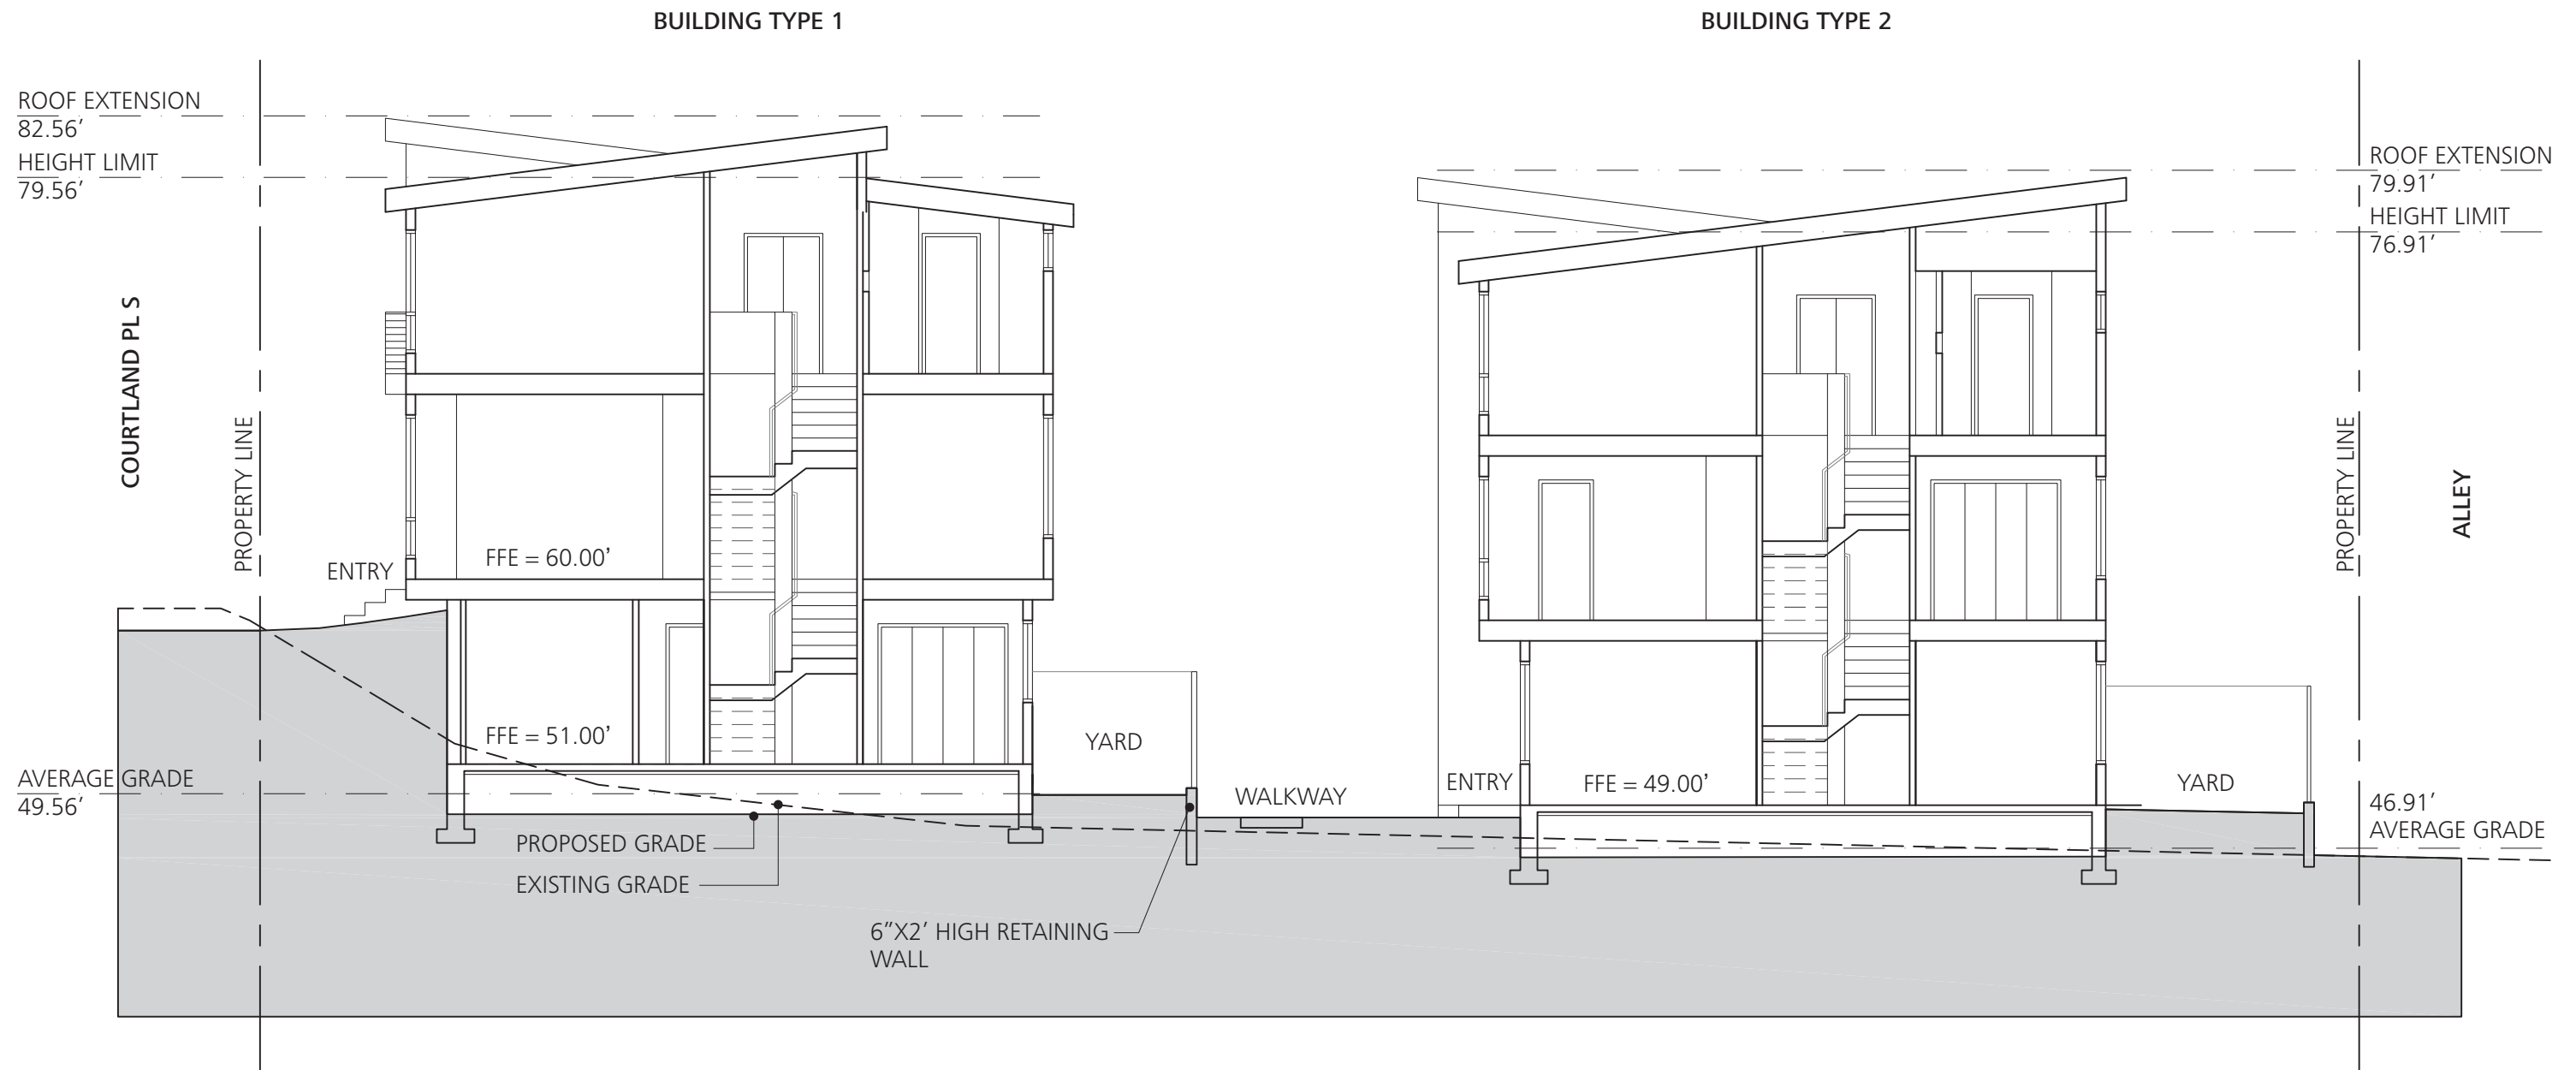 BUILDING TYPE 1
BUILDING TYPE 2
ROOF EXTENSION
82.56’
HEIGHT LIMIT
79.56’
ROOF EXTENSION
79.91’
HEIGHT LIMIT
76.91’
COURTLAND PL S
PROPERTY LINE
ENTRY
FFE = 60.00’
FFE = 51.00’
AVERAGE GRADE
49.56’
PROPOSED GRADE
EXISTING GRADE
6”X2’ HIGH RETAINING
WALL
YARD
WALKWAY
ENTRY
FFE = 49.00’
YARD
PROPERTY LINE
ALLEY
46.91’
AVERAGE GRADE